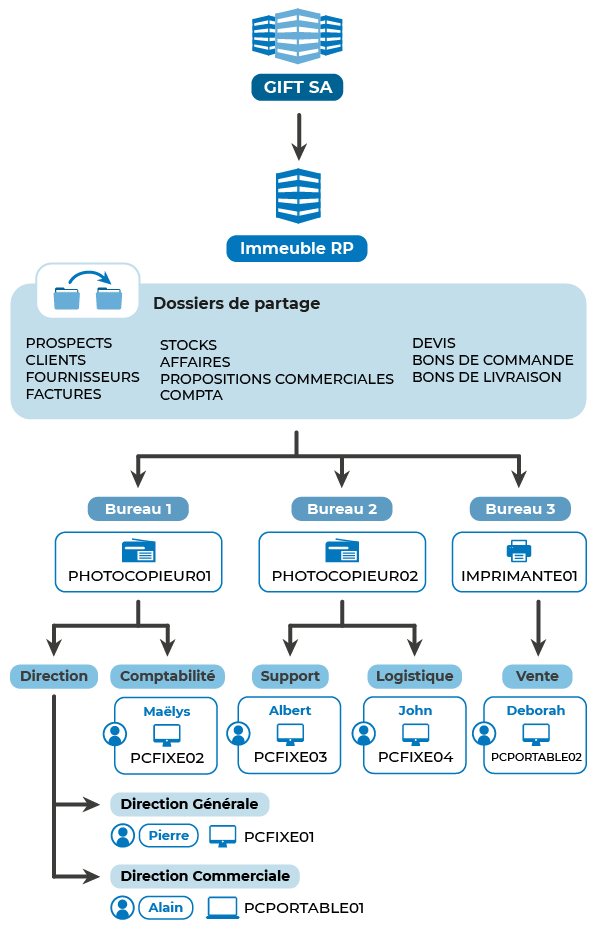 GIFT SA
Immeuble RP
Dossiers de partage
PROSPECTS
CLIENTS
FOURNISSEURS
FACTURES
STOCKS
AFFAIRES
PROPOSITIONS COMMERCIALES
COMPTA
DEVIS
BONS DE COMMANDE
BONS DE LIVRAISON
Bureau 1
Bureau 2
Bureau 3
PHOTOCOPIEUR01
PHOTOCOPIEUR02
IMPRIMANTE01
Direction
Comptabilité
Support
Logistique
Vente
Maëlys
PCFIXE02
Albert
PCFIXE03
John
PCFIXE04
Deborah
PCPORTABLE02
Direction Générale
Pierre
PCFIXE01
Direction Commerciale
Alain
PCPORTABLE01